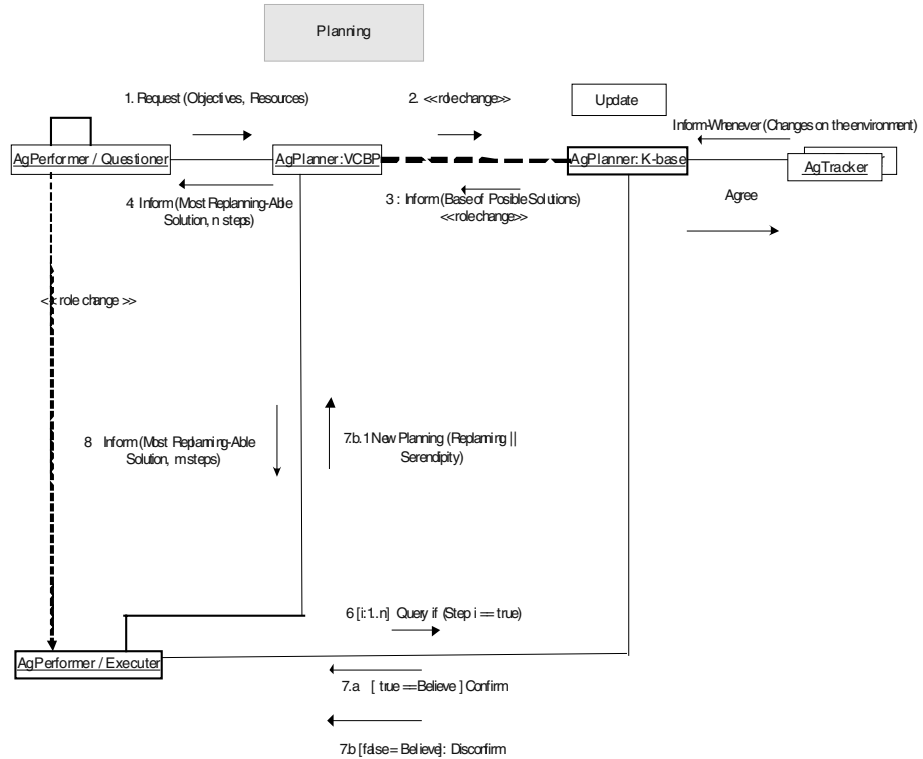 Planning
1. Request (Objectives, Resources)
2. <<role change>>
Update
Inform-Whenever (Changes on the environment)
AgPerformer / Questioner
AgPlanner:VCBP
AgPlanner: K-base
AgTracker
4 Inform (Most Replanning-Able
Solution, n steps)
3 : Inform (Base of Posible Solutions)
<<role change>>
Agree
<< role change >>
8 Inform (Most Replanning-Able
Solution, m steps)
7.b.1 New Planning (Replanning ||
Serendipity)
6 [i:1..n] Query if (Step i == true)
AgPerformer / Executer
7.a [ true == Believe ] Confirm
7.b [false = Believe]: Disconfirm